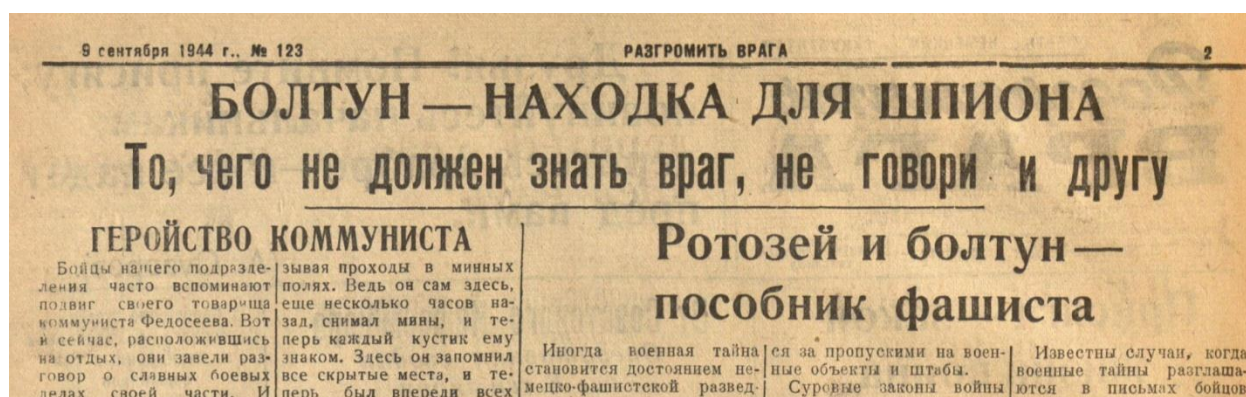 9 сентября 1944 г., № 123 РАЗГРОМИТЬ ВРАГА 2
БОЛТУН — НАХОДКА ДЛЯ ШПИОНА
То, чего не должен знать враг, не говори и другу
ГЕРОЙСТВО КОММУНИСТА
Бойцы нашего подразде-
ления часто вспоминают
подвиг своего товарища
коммуниста Федосеева. Вот
и сейчас, расположившись
на отдых, они завели раз-
говор о славных боевых
делах своей части. И
зывая проходы в минных
полях. Ведь он сам здесь,
еще несколько часов на-
зад, снимал мины, и те-
перь каждый кустик ему
знаком. Здесь он запомнил
все скрытые места, и те-
перь был впереди всех
Ротозей и болтун —
пособник фашиста
Иногда военная тайна
становится достоянием не-
мецко-фашистской развед-
ся за пропускими на воен-
ные объекты и штабы.
Суровые законы войны
Известны случаи, когда
военные тайны разглаша-
ются в письмах бойцов